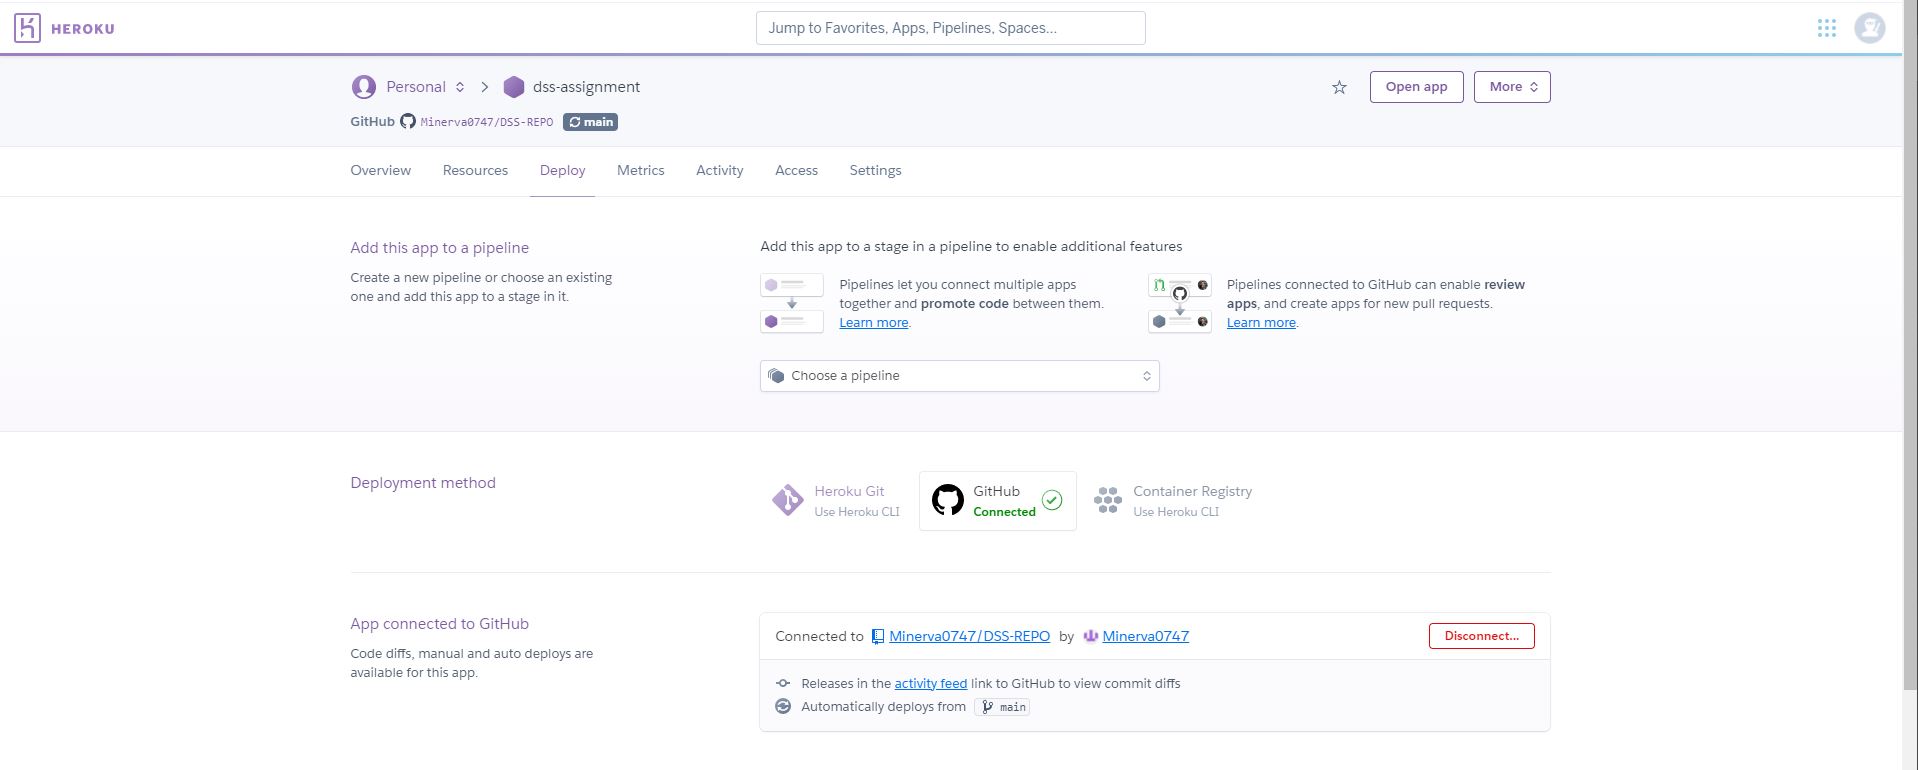 HEROKU
Jump to Favorites, Apps, Pipelines, Spaces...
Personal
dss-assignment
Open app
More
GitHub Minerva0747/DSS-REPO main
Overview Resources Deploy Metrics Activity Access Settings
Add this app to a pipeline
Create a new pipeline or choose an existing
one and add this app to a stage in it.
Add this app to a stage in a pipeline to enable additional features
Pipelines let you connect multiple apps
together and promote code between them.
Learn more.
Pipelines connected to GitHub can enable review
apps, and create apps for new pull requests.
Learn more.
Choose a pipeline
Deployment method
Heroku Git
Use Heroku CLI
GitHub
Connected
Container Registry
Use Heroku CLI
App connected to GitHub
Code diffs, manual and auto deploys are
available for this app.
Connected to Minerva0747/DSS-REPO by Minerva0747
Disconnect...
Releases in the activity feed link to GitHub to view commit diffs
Automatically deploys from main